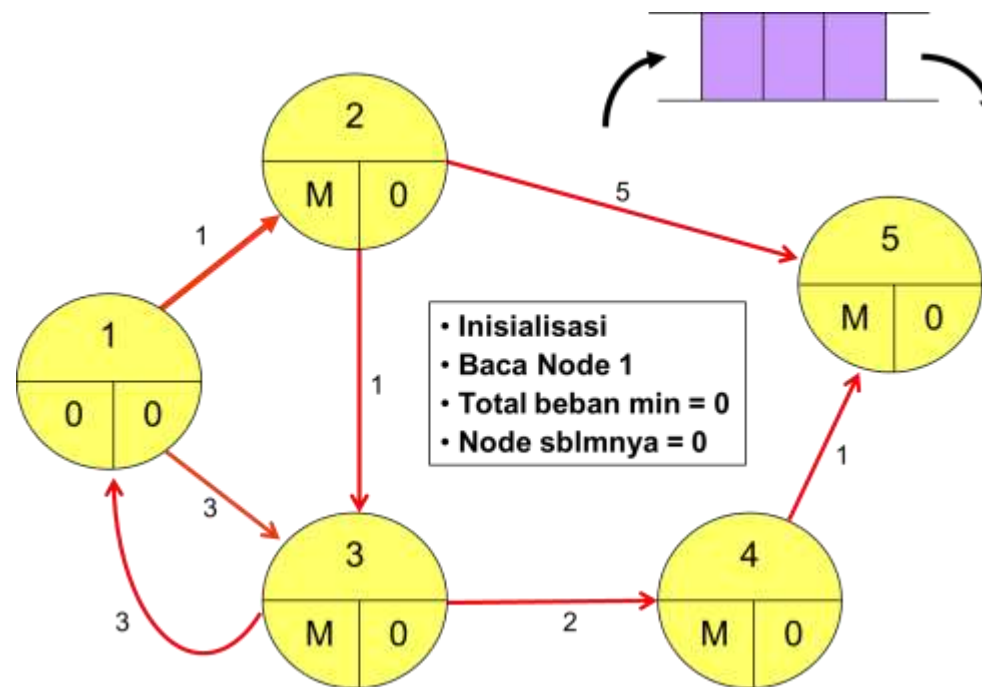 2
M 0
5
5
M 0
1
1
0 0
1
• Inisialisasi
• Baca Node 1
• Total beban min = 0
• Node sblmnya = 0
1
3
3
M 0
3
2
4
M 0